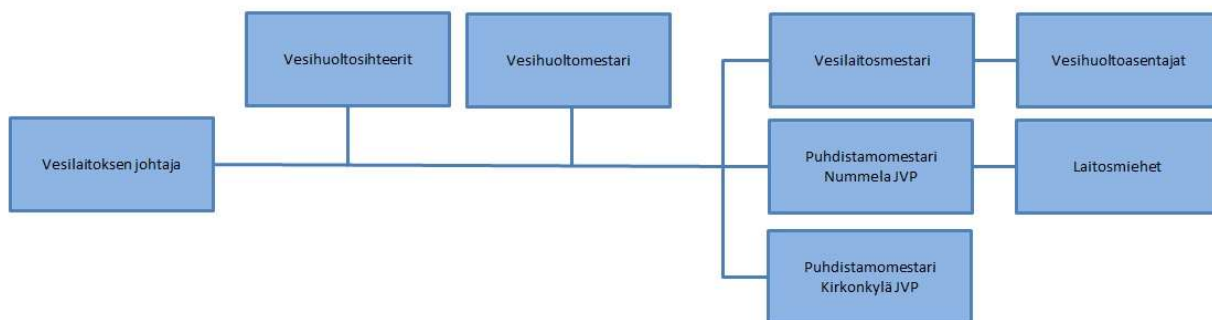 Vesihuoltosihteerit
Vesihuoltomestari
Vesilaitosmestari
Vesihuoltoasentajat
Vesilaitoksen johtaja
Puhdistamomestari
Nummela JVP
Laitosmiehet
Puhdistamomestari
Kirkonkylä JVP